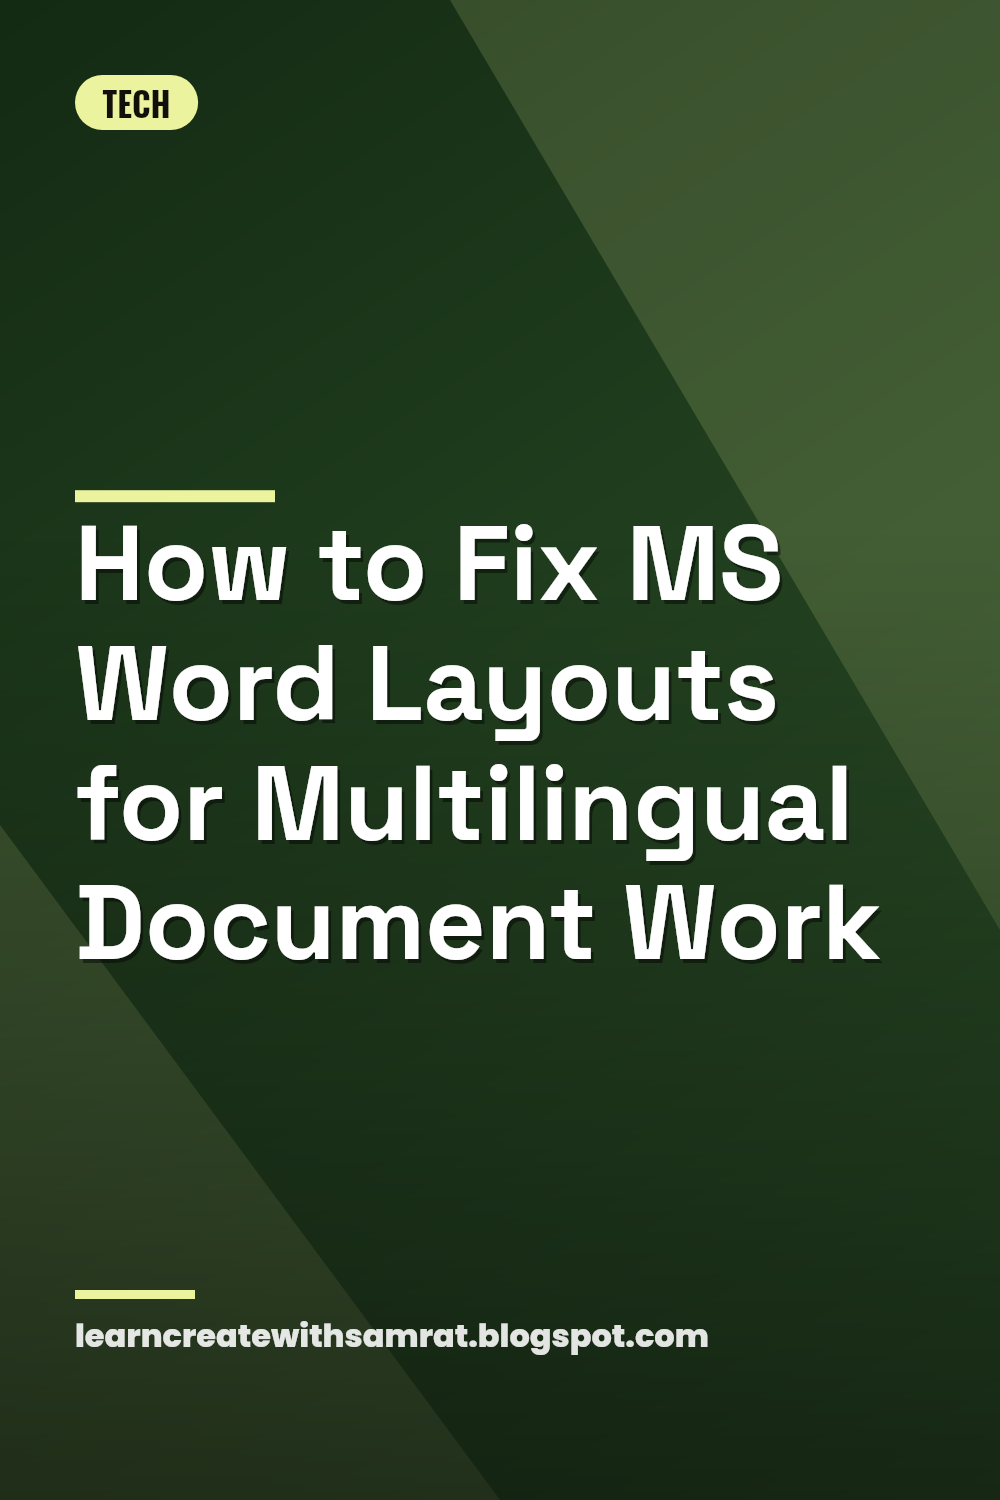 TECH
How to Fix MS
Word Layouts
for Multilingual
Document Work
learncreatewithsamrat.blogspot.com